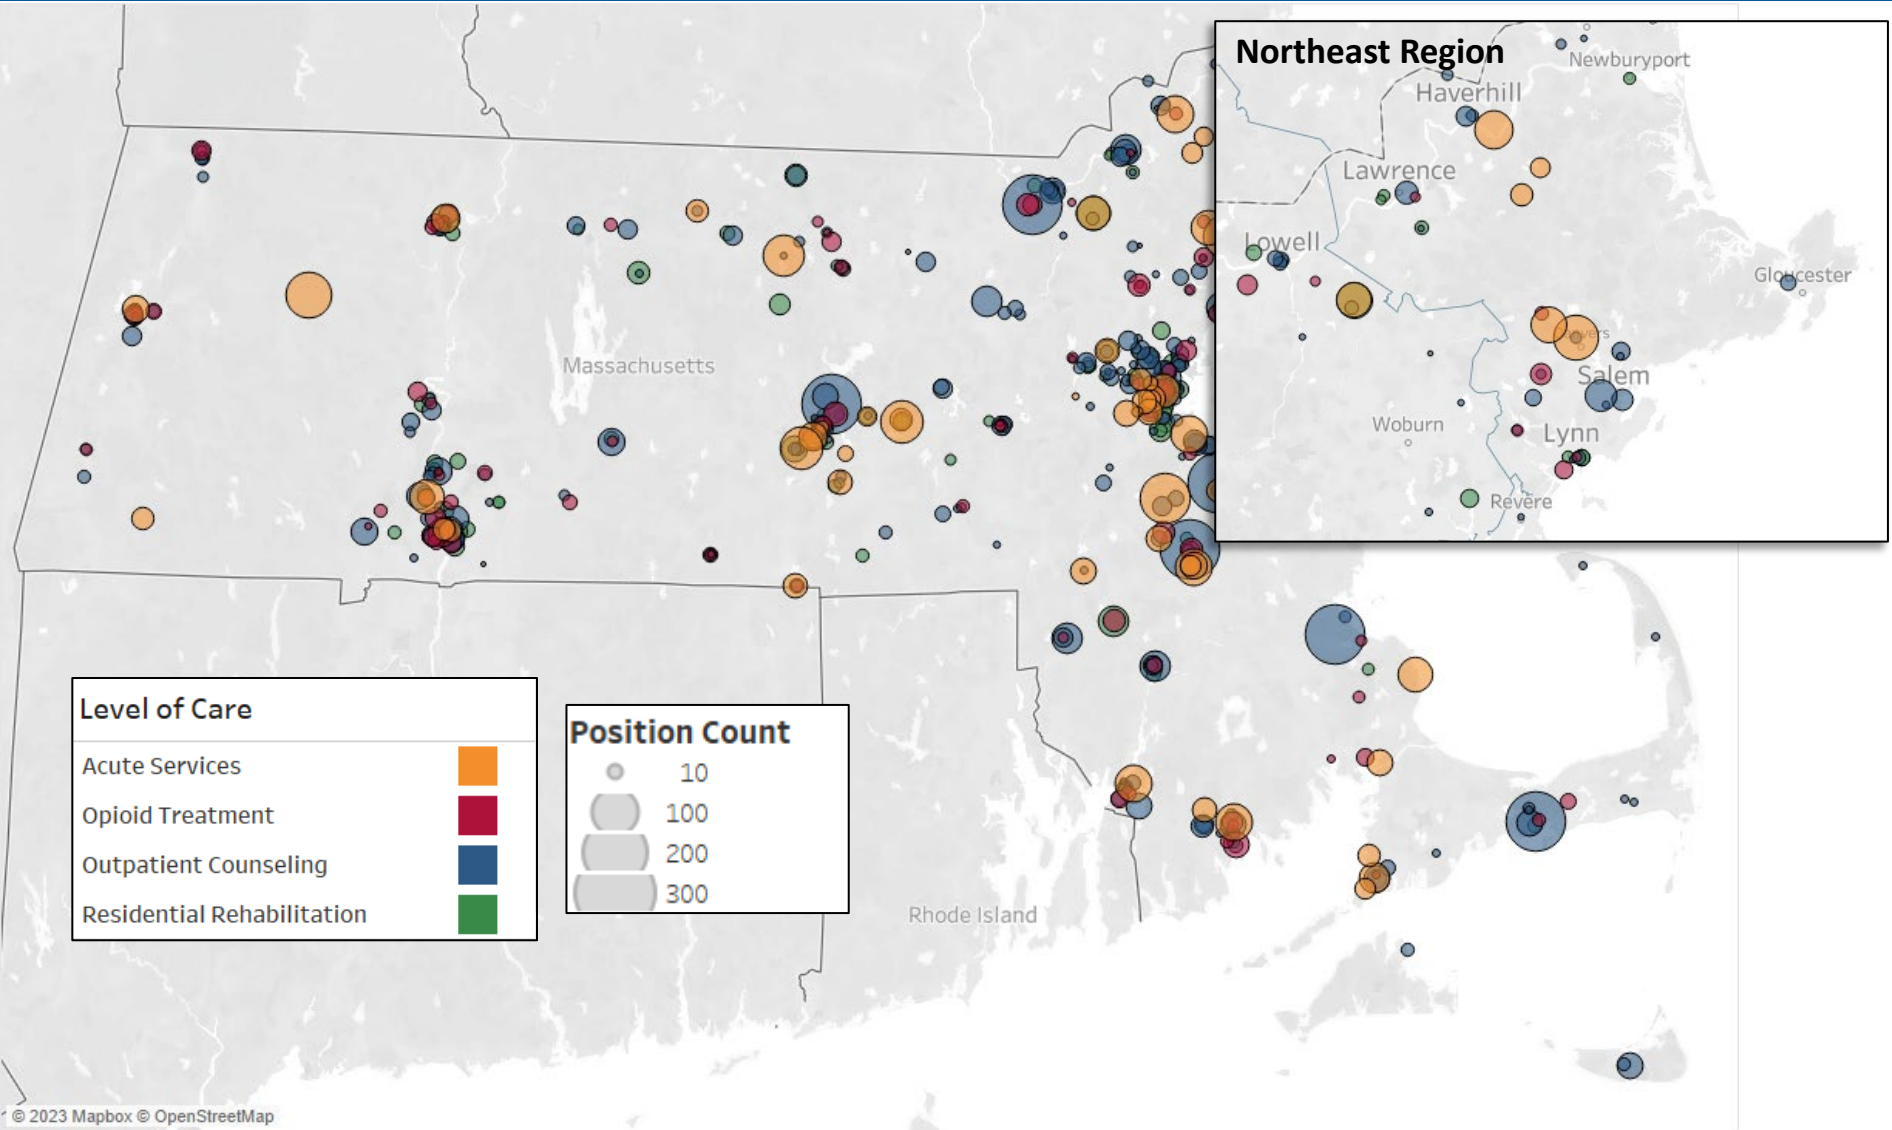 Northeast Region
Newburyport
Haverhill
Lawrence
Lowell
Gloucester
Salem
Woburn
Lynn
Revere
Massachusetts
Level of Care
Acute Services
Opioid Treatment
Outpatient Counseling
Residential Rehabilitation
Position Count
10
100
200
300
Rhode Island
© 2023 Mapbox © OpenStreetMap